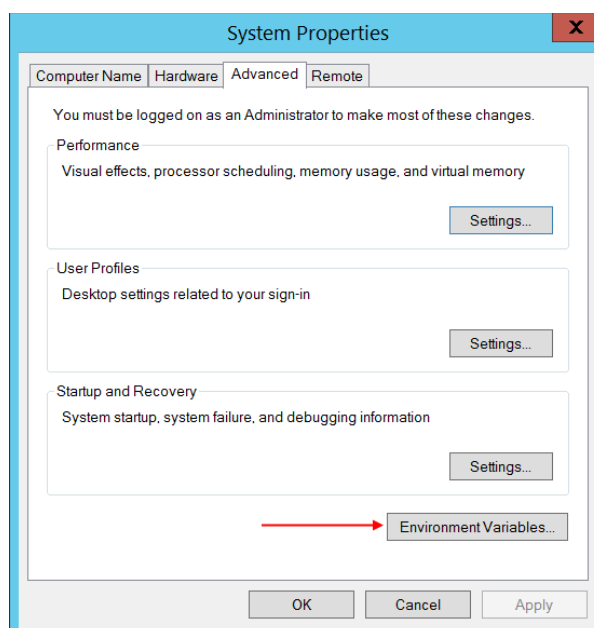 System Properties
X
Computer Name Hardware Advanced Remote
You must be logged on as an Administrator to make most of these changes.
Performance
Visual effects, processor scheduling, memory usage, and virtual memory
Settings...
User Profiles
Desktop settings related to your sign-in
Settings...
Startup and Recovery
System startup, system failure, and debugging information
Settings...
Environment Variables...
OK Cancel Apply